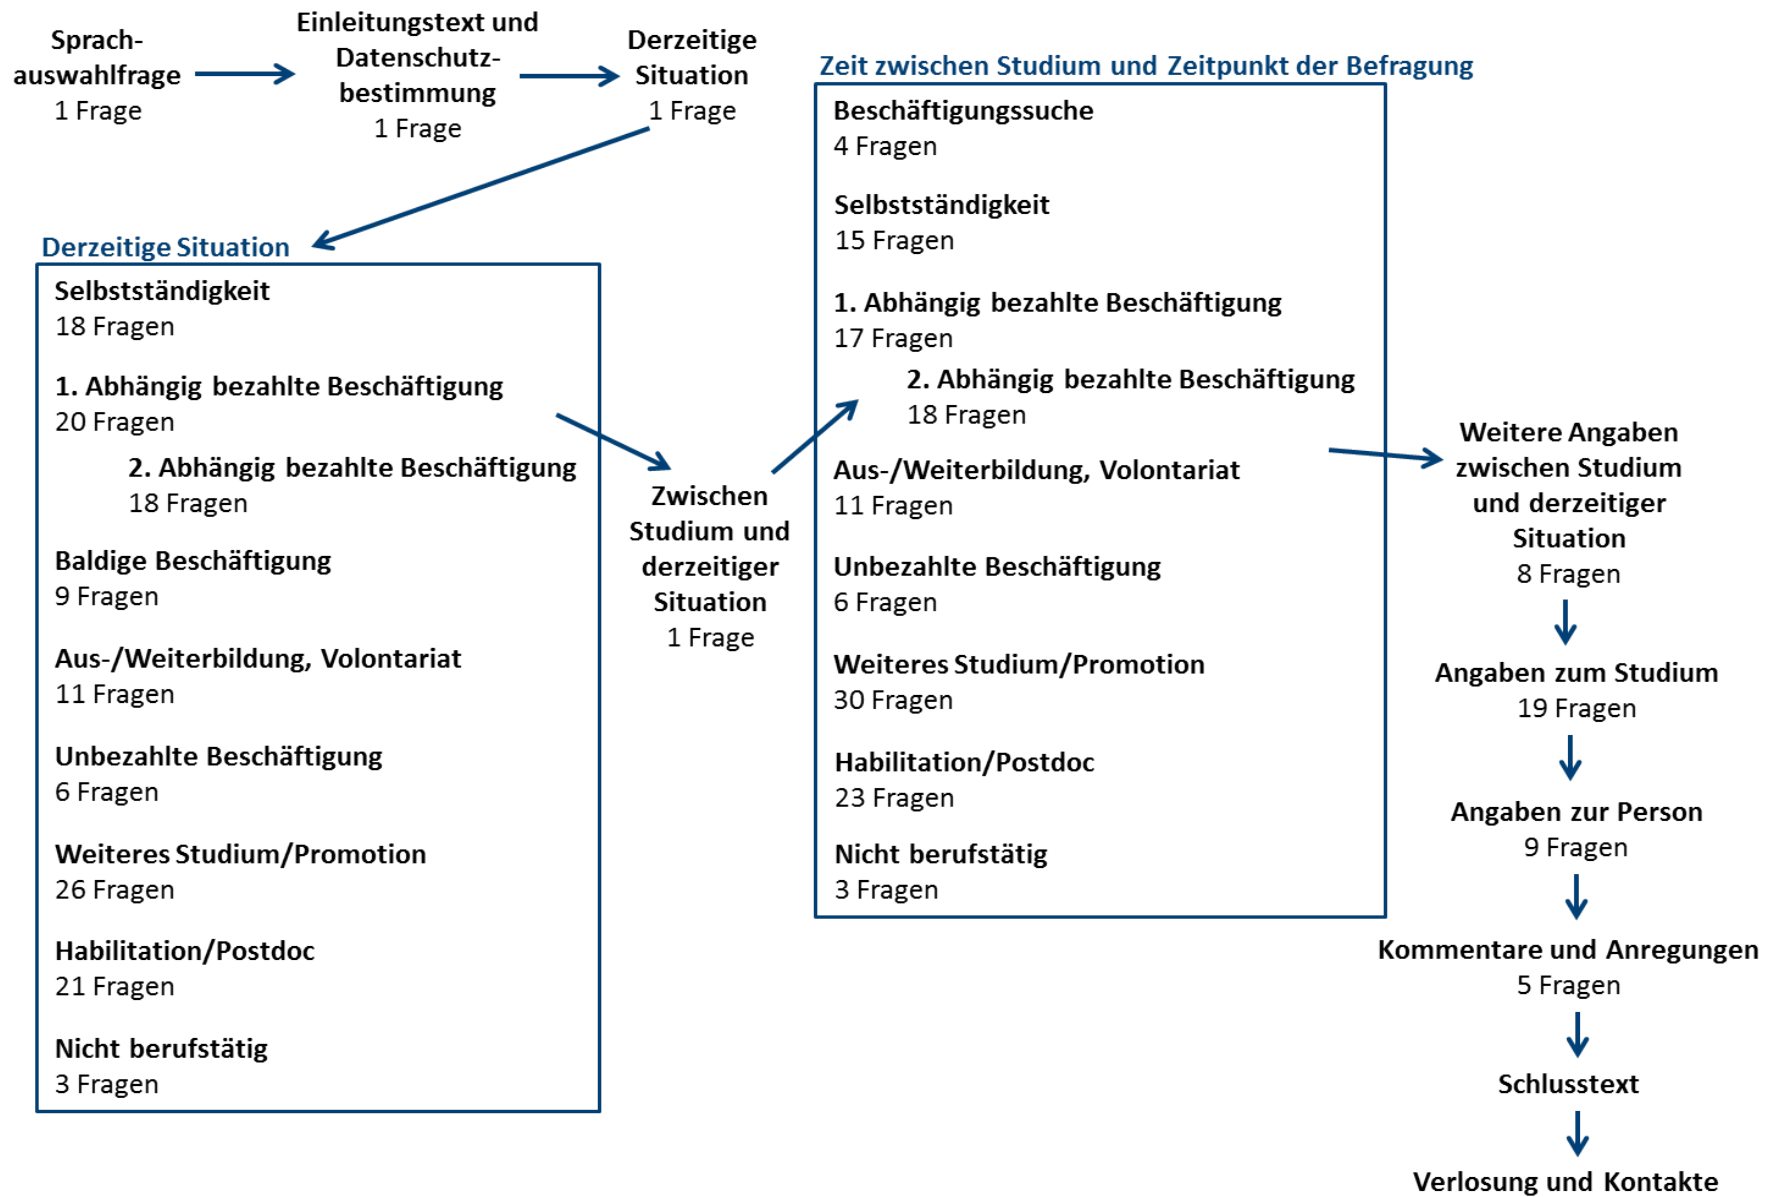 Sprach-
auswahlfrage
1 Frage
Einleitungstext und
Datenschutz-
bestimmung
1 Frage
Derzeitige
Situation
1 Frage
Derzeitige Situation
Selbstständigkeit
18 Fragen
1. Abhängig bezahlte Beschäftigung
20 Fragen
2. Abhängig bezahlte Beschäftigung
18 Fragen
Baldige Beschäftigung
9 Fragen
Aus-/Weiterbildung, Volontariat
11 Fragen
Unbezahlte Beschäftigung
6 Fragen
Weiteres Studium/Promotion
26 Fragen
Habilitation/Postdoc
21 Fragen
Nicht berufstätig
3 Fragen
Zwischen
Studium und
derzeitiger
Situation
1 Frage
Zeit zwischen Studium und Zeitpunkt der Befragung
Beschäftigungssuche
4 Fragen
Selbstständigkeit
15 Fragen
1. Abhängig bezahlte Beschäftigung
17 Fragen
2. Abhängig bezahlte Beschäftigung
18 Fragen
Aus-/Weiterbildung, Volontariat
11 Fragen
Unbezahlte Beschäftigung
6 Fragen
Weiteres Studium/Promotion
30 Fragen
Habilitation/Postdoc
23 Fragen
Nicht berufstätig
3 Fragen
Weitere Angaben
zwischen Studium
und derzeitiger
Situation
8 Fragen
Angaben zum Studium
19 Fragen
Angaben zur Person
9 Fragen
Kommentare und Anregungen
5 Fragen
Schlusstext
Verlosung und Kontakte